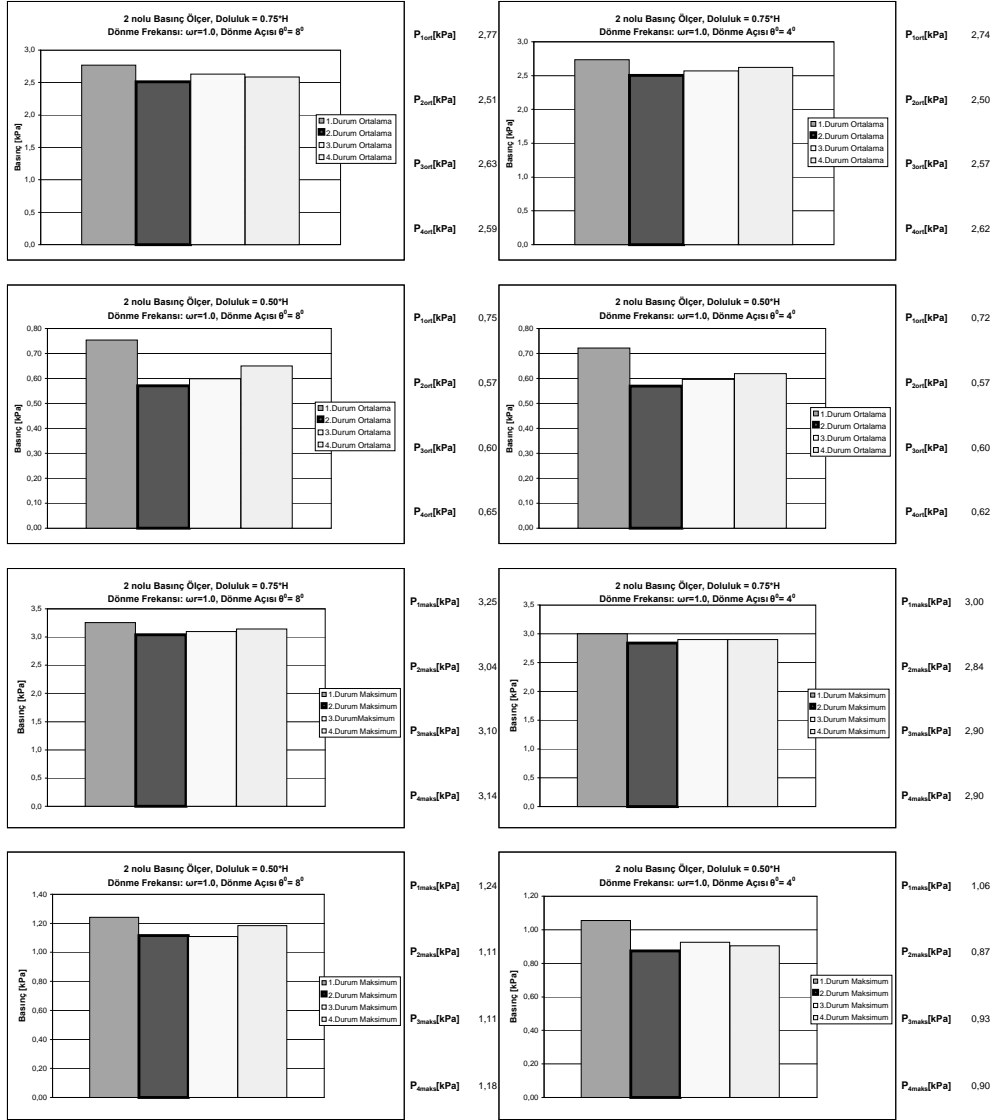 2 nolu Basınç Ölçer, Doluluk = 0.75*H
Dönme Frekansı: ωr=1.0, Dönme Açısı θ⁰= 8⁰
3,0
2,5
2,0
1,5
1,0
0,5
0,0
Basınç [kPa]
1.Durum Ortalama
2.Durum Ortalama
3.Durum Ortalama
4.Durum Ortalama
P1ort[kPa] 2,77
P2ort[kPa] 2,51
P3ort[kPa] 2,63
P4ort[kPa] 2,59
2 nolu Basınç Ölçer, Doluluk = 0.75*H
Dönme Frekansı: ωr=1.0, Dönme Açısı θ⁰= 4⁰
3,0
2,5
2,0
1,5
1,0
0,5
0,0
Basınç [kPa]
1.Durum Ortalama
2.Durum Ortalama
3.Durum Ortalama
4.Durum Ortalama
P1ort[kPa] 2,74
P2ort[kPa] 2,50
P3ort[kPa] 2,57
P4ort[kPa] 2,62
2 nolu Basınç Ölçer, Doluluk = 0.50*H
Dönme Frekansı: ωr=1.0, Dönme Açısı θ⁰= 8⁰
0,80
0,70
0,60
0,50
0,40
0,30
0,20
0,10
0,00
Basınç [kPa]
1.Durum Ortalama
2.Durum Ortalama
3.Durum Ortalama
4.Durum Ortalama
P1ort[kPa] 0,75
P2ort[kPa] 0,57
P3ort[kPa] 0,60
P4ort[kPa] 0,65
2 nolu Basınç Ölçer, Doluluk = 0.50*H
Dönme Frekansı: ωr=1.0, Dönme Açısı θ⁰= 4⁰
0,80
0,70
0,60
0,50
0,40
0,30
0,20
0,10
0,00
Basınç [kPa]
1.Durum Ortalama
2.Durum Ortalama
3.Durum Ortalama
4.Durum Ortalama
P1ort[kPa] 0,72
P2ort[kPa] 0,57
P3ort[kPa] 0,60
P4ort[kPa] 0,62
2 nolu Basınç Ölçer, Doluluk = 0.75*H
Dönme Frekansı: ωr=1.0, Dönme Açısı θ⁰= 8⁰
3,5
3,0
2,5
2,0
1,5
1,0
0,5
0,0
Basınç [kPa]
1.Durum Maksimum
2.Durum Maksimum
3.DurumMaksimum
4.Durum Maksimum
P1maks[kPa] 3,25
P2maks[kPa] 3,04
P3maks[kPa] 3,10
P4maks[kPa] 3,14
2 nolu Basınç Ölçer, Doluluk = 0.75*H
Dönme Frekansı: ωr=1.0, Dönme Açısı θ⁰= 4⁰
3,5
3,0
2,5
2,0
1,5
1,0
0,5
0,0
Basınç [kPa]
1.Durum Maksimum
2.Durum Maksimum
3.Durum Maksimum
4.Durum Maksimum
P1maks[kPa] 3,00
P2maks[kPa] 2,84
P3maks[kPa] 2,90
P4maks[kPa] 2,90
2 nolu Basınç Ölçer, Doluluk = 0.50*H
Dönme Frekansı: ωr=1.0, Dönme Açısı θ⁰= 8⁰
1,40
1,20
1,00
0,80
0,60
0,40
0,20
0,00
Basınç [kPa]
1.Durum Maksimum
2.Durum Maksimum
3.Durum Maksimum
4.Durum Maksimum
P1maks[kPa] 1,24
P2maks[kPa] 1,11
P3maks[kPa] 1,11
P4maks[kPa] 1,18
2 nolu Basınç Ölçer, Doluluk = 0.50*H
Dönme Frekansı: ωr=1.0, Dönme Açısı θ⁰= 4⁰
1,20
1,00
0,80
0,60
0,40
0,20
0,00
Basınç [kPa]
1.Durum Maksimum
2.Durum Maksimum
3.Durum Maksimum
4.Durum Maksimum
P1maks[kPa] 1,06
P2maks[kPa] 0,87
P3maks[kPa] 0,93
P4maks[kPa] 0,90